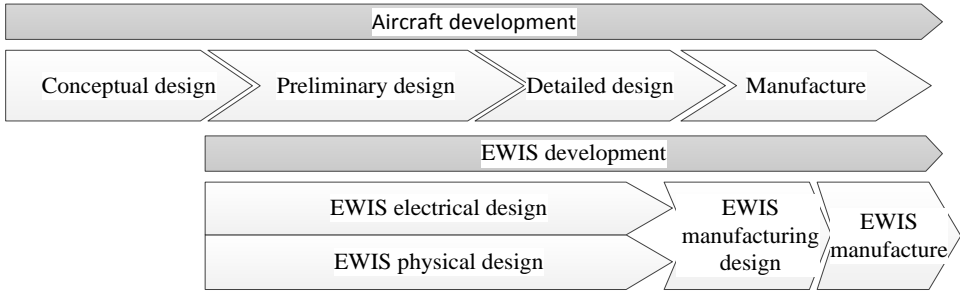 Aircraft development
Conceptual design
Preliminary design
Detailed design
Manufacture
EWIS development
EWIS electrical design
EWIS physical design
EWIS
manufacturing
design
EWIS
manufacture